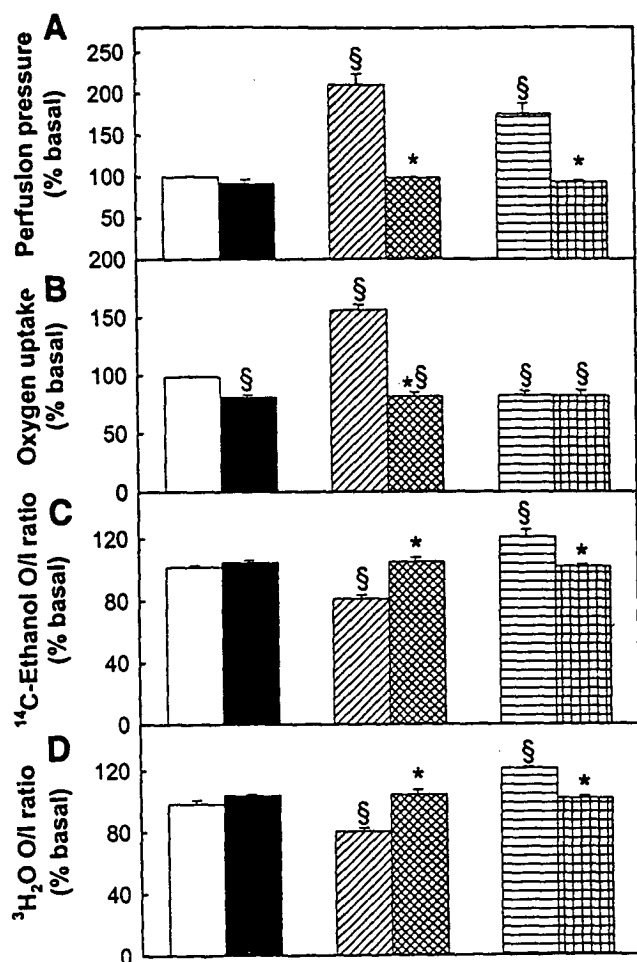 A
Perfusion pressure
(% basal)
250
200
150
100
50
§
*
§
*
B
Oxygen uptake
(% basal)
200
150
100
50
0
§
§
*§
§
§
C
¹⁴C-Ethanol O/I ratio
(% basal)
120
80
40
0
§
*
§
*
D
³H₂O O/I ratio
(% basal)
120
80
40
0
§
*
§
*